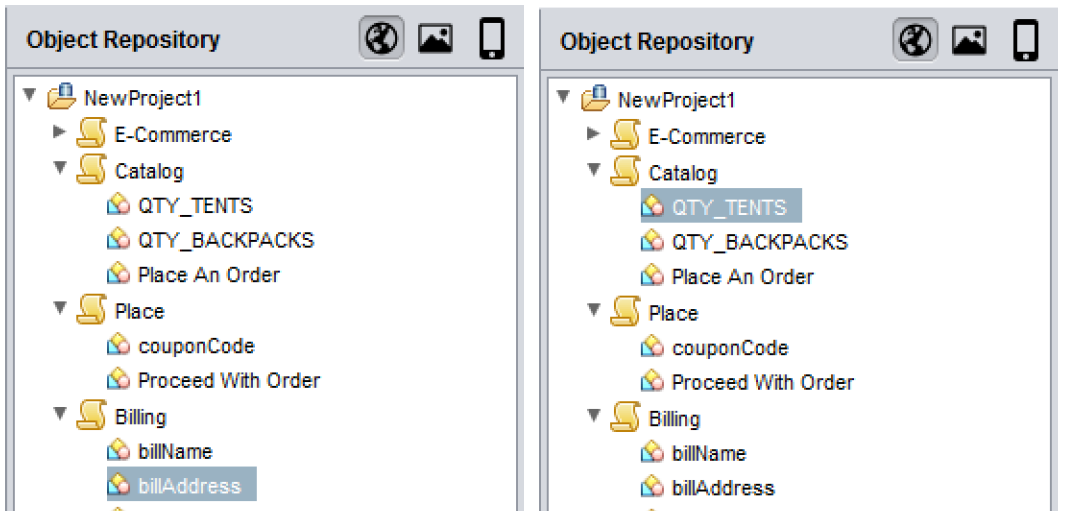 Object Repository
NewProject1
E-Commerce
Catalog
QTY_TENTS
QTY_BACKPACKS
Place An Order
Place
couponCode
Proceed With Order
Billing
billName
billAddress
Object Repository
NewProject1
E-Commerce
Catalog
QTY_TENTS
QTY_BACKPACKS
Place An Order
Place
couponCode
Proceed With Order
Billing
billName
billAddress